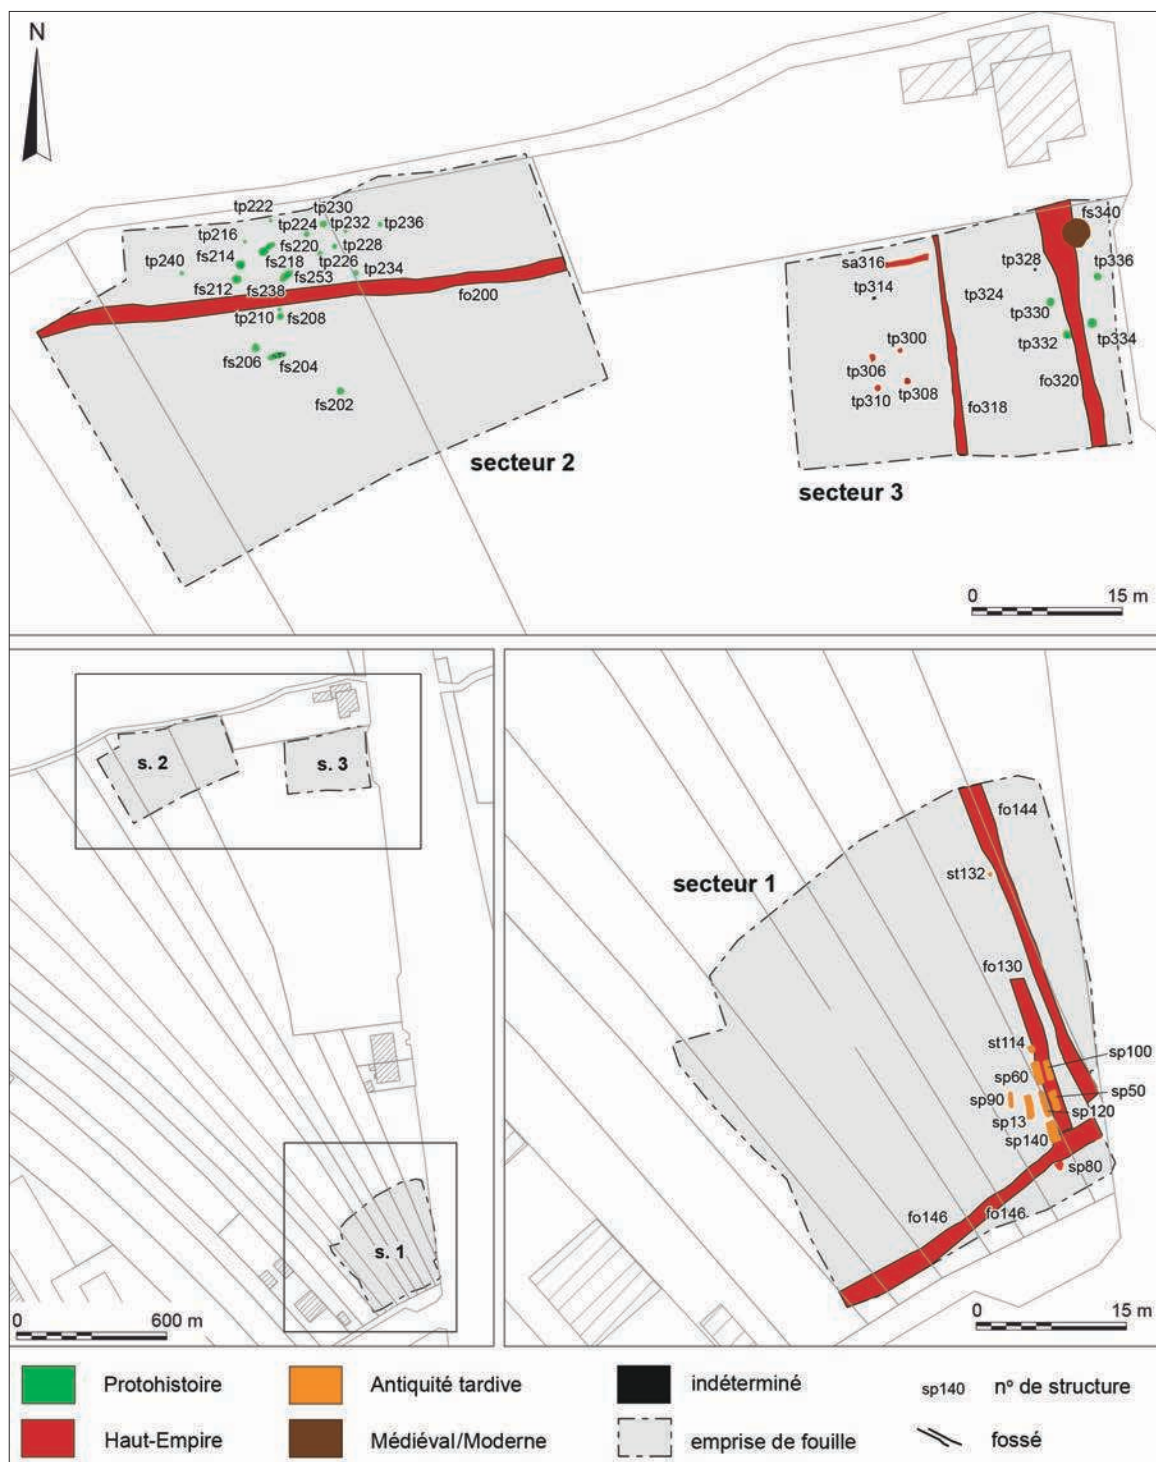 N
tp222
tp230
tp224
tp232
tp236
tp216
fs220
tp228
fs214
fs218
tp226
tp240
fs253
tp234
fs212
fs238
fo200
tp210
fs208
fs206
fs204
fs202
secteur 2
fs340
sa316
tp328
tp336
tp314
tp324
tp330
tp300
tp332
tp334
tp306
tp310
tp308
fo318
fo320
secteur 3
0 15 m
s. 2
s. 3
s. 1
0 600 m
fo144
secteur 1
st132
fo130
st114
sp100
sp60
sp50
sp90
sp13
sp120
sp140
sp80
fo146
fo146
0 15 m
Protohistoire
Antiquité tardive
indéterminé
sp140 nº de structure
Haut-Empire
Médiéval/Moderne
emprise de fouille
fossé